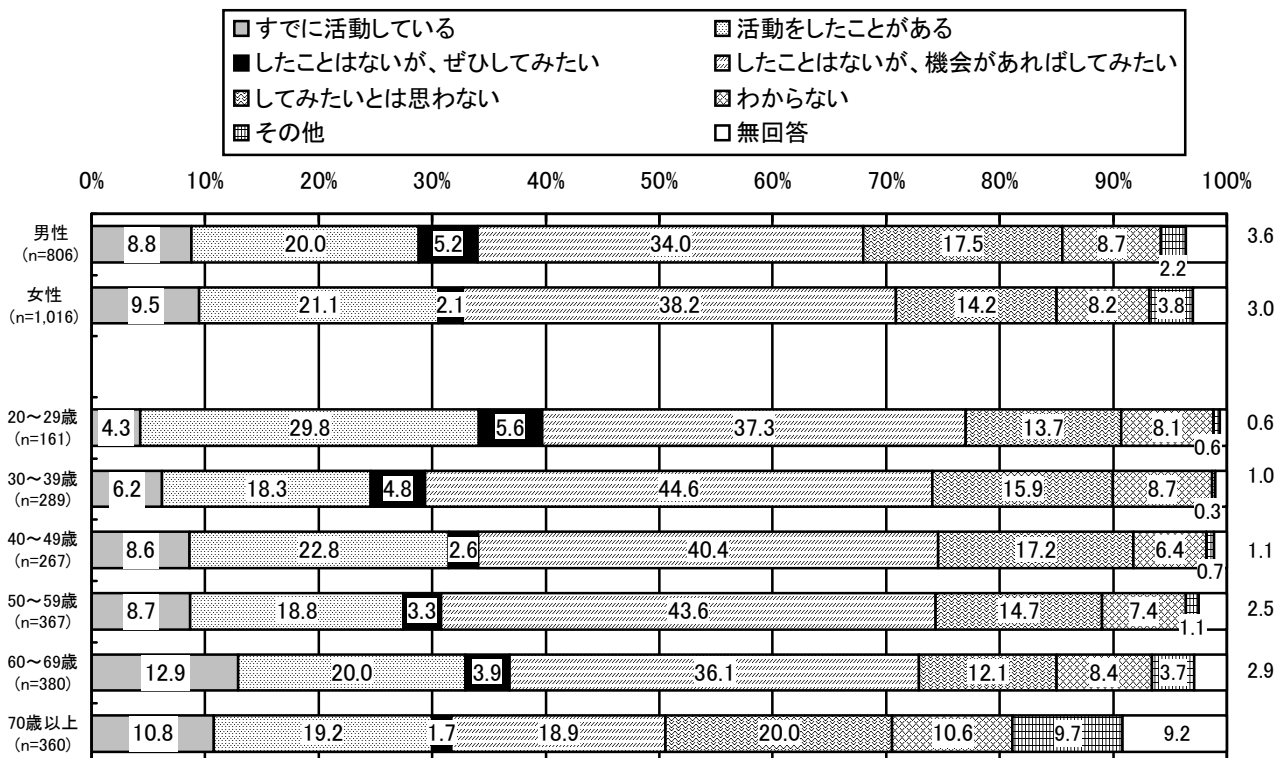 すでに活動している 活動をしたことがある
したことはないが、ぜひしてみたい したことはないが、機会があればしてみたい
してみたいとは思わない わからない
その他 無回答
0% 10% 20% 30% 40% 50% 60% 70% 80% 90% 100%
男性
(n=806)
8.8 20.0 5.2 34.0 17.5 8.7 2.2 3.6
女性
(n=1,016)
9.5 21.1 2.1 38.2 14.2 8.2 3.8 3.0
20～29歳
(n=161)
4.3 29.8 5.6 37.3 13.7 8.1 0.6 0.6
30～39歳
(n=289)
6.2 18.3 4.8 44.6 15.9 8.7 0.3 1.0
40～49歳
(n=267)
8.6 22.8 2.6 40.4 17.2 6.4 0.7 1.1
50～59歳
(n=367)
8.7 18.8 3.3 43.6 14.7 7.4 1.1 2.5
60～69歳
(n=380)
12.9 20.0 3.9 36.1 12.1 8.4 3.7 2.9
70歳以上
(n=360)
10.8 19.2 1.7 18.9 20.0 10.6 9.7 9.2